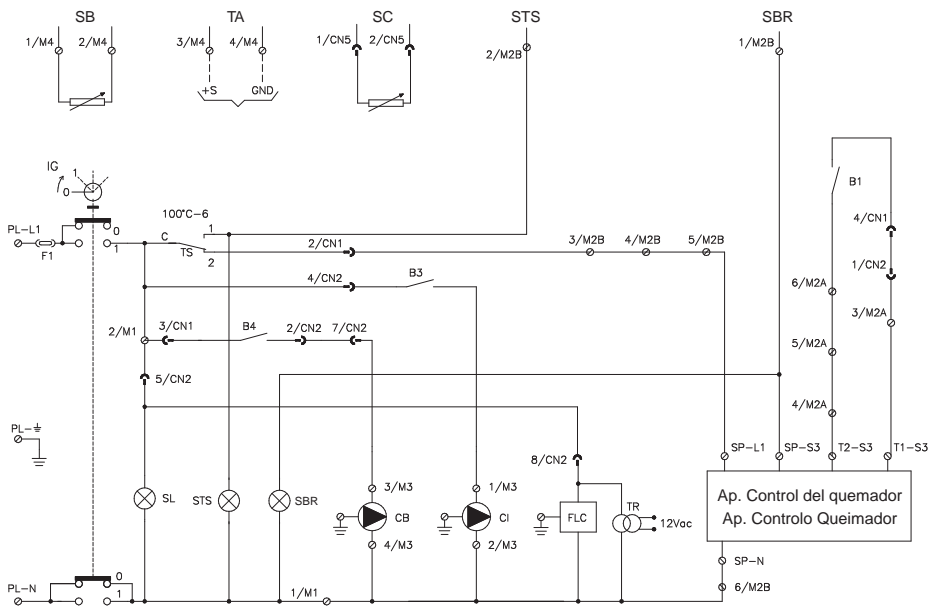 SB TA SC STS SBR
1/M4 2/M4 3/M4 4/M4 1/CN5 2/CN5 2/M2B 1/M2B
+S GND
IG 1
0
B1
100°C-6
PL-L1 0 C 1
F1 1 TS 2
2/CN1 3/M2B 4/M2B 5/M2B
4/CN1
1/CN2
4/CN2 B3
6/M2A
3/M2A
2/M1 3/CN1 B4 2/CN2 7/CN2
5/M2A
5/CN2
4/M2A
PL-
SP-L1 SP-S3 T2-S3 T1-S3
8/CN2
3/M3 1/M3
SL STS SBR
Ap. Control del quemador
Ap. Controlo Queimador
CB CI FLC TR 12Vac
4/M3 2/M3
SP-N
0
PL-N 1 1/M1 6/M2B